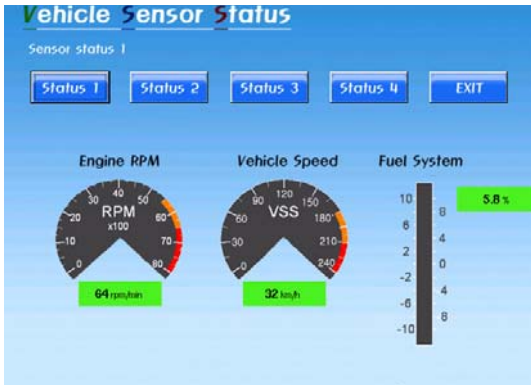 Vehicle Sensor Status
Sensor status 1
Status 1 Status 2 Status 3 Status 4 EXIT
Engine RPM Vehicle Speed Fuel System
0 10 20 30 40 50 60 70 80
RPM
x100
64 rpm/min
0 30 60 90 120 150 180 210 240
VSS
32 km/h
10
8
6
4
2
0
-2
4
-6
8
-10
5.8 %